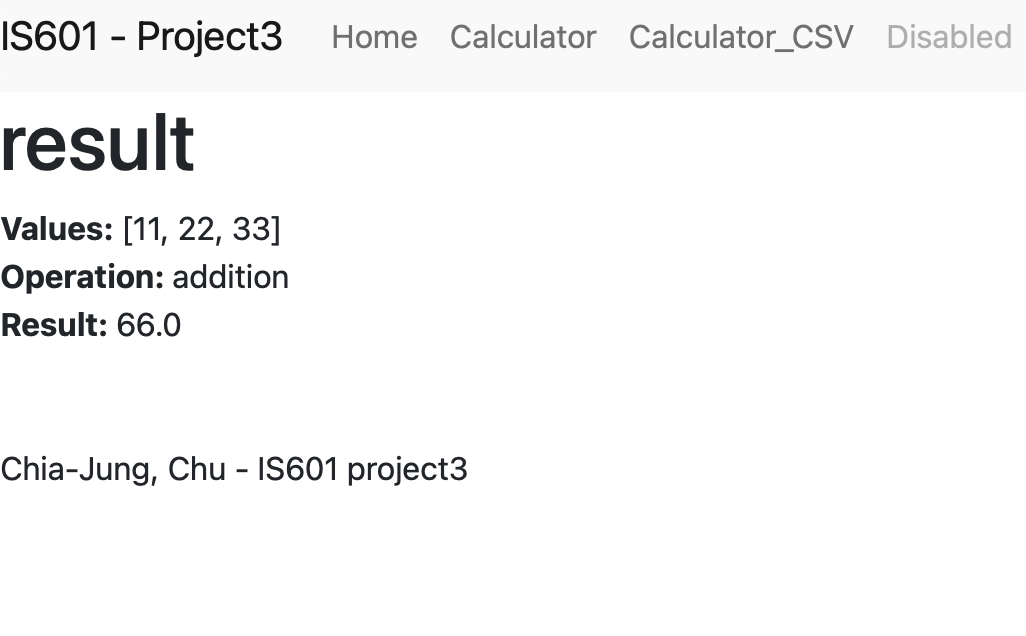 IS601 - Project3 Home Calculator Calculator_CSV Disabled
result
Values: [11, 22, 33]
Operation: addition
Result: 66.0
Chia-Jung, Chu - IS601 project3